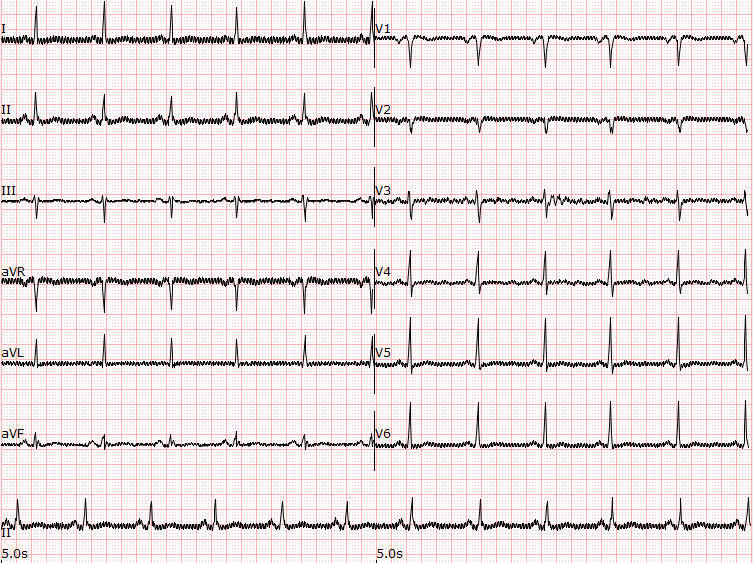 I V1
II V2
III V3
aVR V4
aVL V5
aVF V6
II
5.0s 5.0s